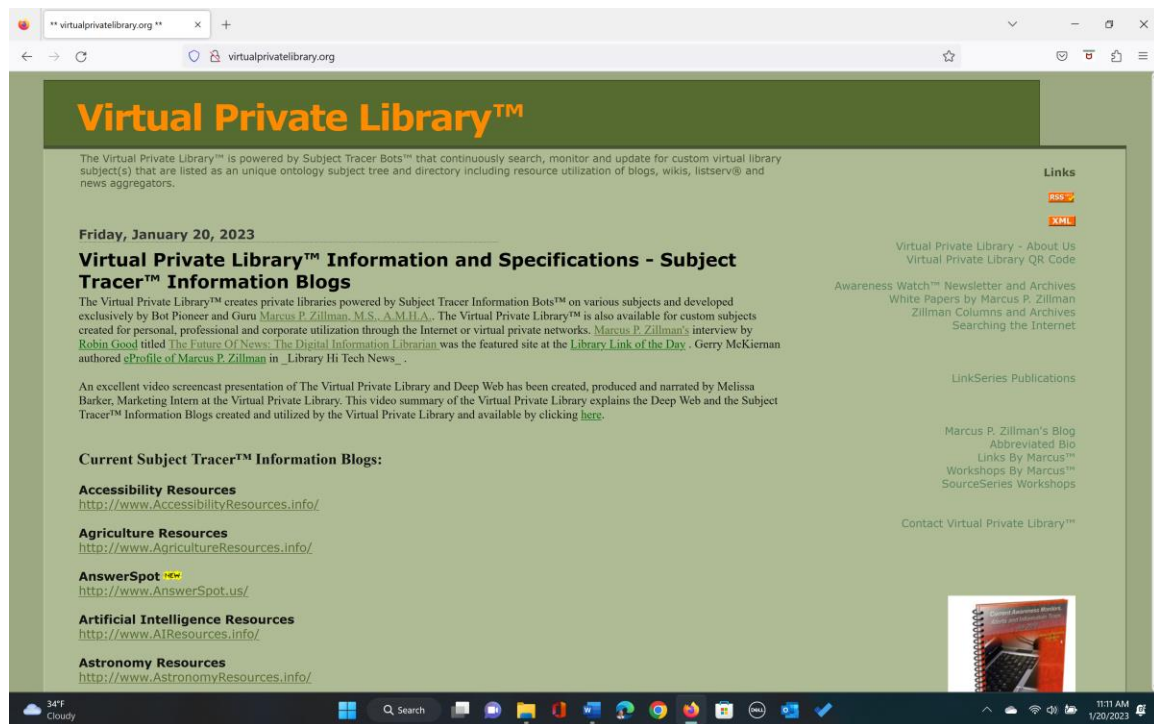 ** virtualprivatelibrary.org **
virtualprivatelibrary.org
Virtual Private Library™
The Virtual Private Library™ is powered by Subject Tracer Bots™ that continuously search, monitor and update for custom virtual library
subject(s) that are listed as an unique ontology subject tree and directory including resource utilization of blogs, wikis, listserv® and
news aggregators.
Friday, January 20, 2023
Virtual Private Library™ Information and Specifications - Subject
Tracer™ Information Blogs
The Virtual Private Library™ creates private libraries powered by Subject Tracer Information Bots™ on various subjects and developed
exclusively by Bot Pioneer and Guru Marcus P. Zillman, M.S., A.M.H.A.. The Virtual Private Library™ is also available for custom subjects
created for personal, professional and corporate utilization through the Internet or virtual private networks. Marcus P. Zillman's interview by
Robin Good titled The Future Of News: The Digital Information Librarian was the featured site at the Library Link of the Day . Gerry McKiernan
authored eProfile of Marcus P. Zillman in _Library Hi Tech News_ .
An excellent video screencast presentation of The Virtual Private Library and Deep Web has been created, produced and narrated by Melissa
Barker, Marketing Intern at the Virtual Private Library. This video summary of the Virtual Private Library explains the Deep Web and the Subject
Tracer™ Information Blogs created and utilized by the Virtual Private Library and available by clicking here.
Current Subject Tracer™ Information Blogs:
Accessibility Resources
http://www.AccessibilityResources.info/
Agriculture Resources
http://www.AgricultureResources.info/
AnswerSpot NEW
http://www.AnswerSpot.us/
Artificial Intelligence Resources
http://www.AIResources.info/
Astronomy Resources
http://www.AstronomyResources.info/
Links
RSS
XML
Virtual Private Library - About Us
Virtual Private Library QR Code
Awareness Watch™ Newsletter and Archives
White Papers by Marcus P. Zillman
Zillman Columns and Archives
Searching the Internet
LinkSeries Publications
Marcus P. Zillman's Blog
Abbreviated Bio
Links By Marcus™
Workshops By Marcus™
SourceSeries Workshops
Contact Virtual Private Library™
Current Awareness Monitors,
34°F
Cloudy
Search
DELL
11:11 AM
1/20/2023